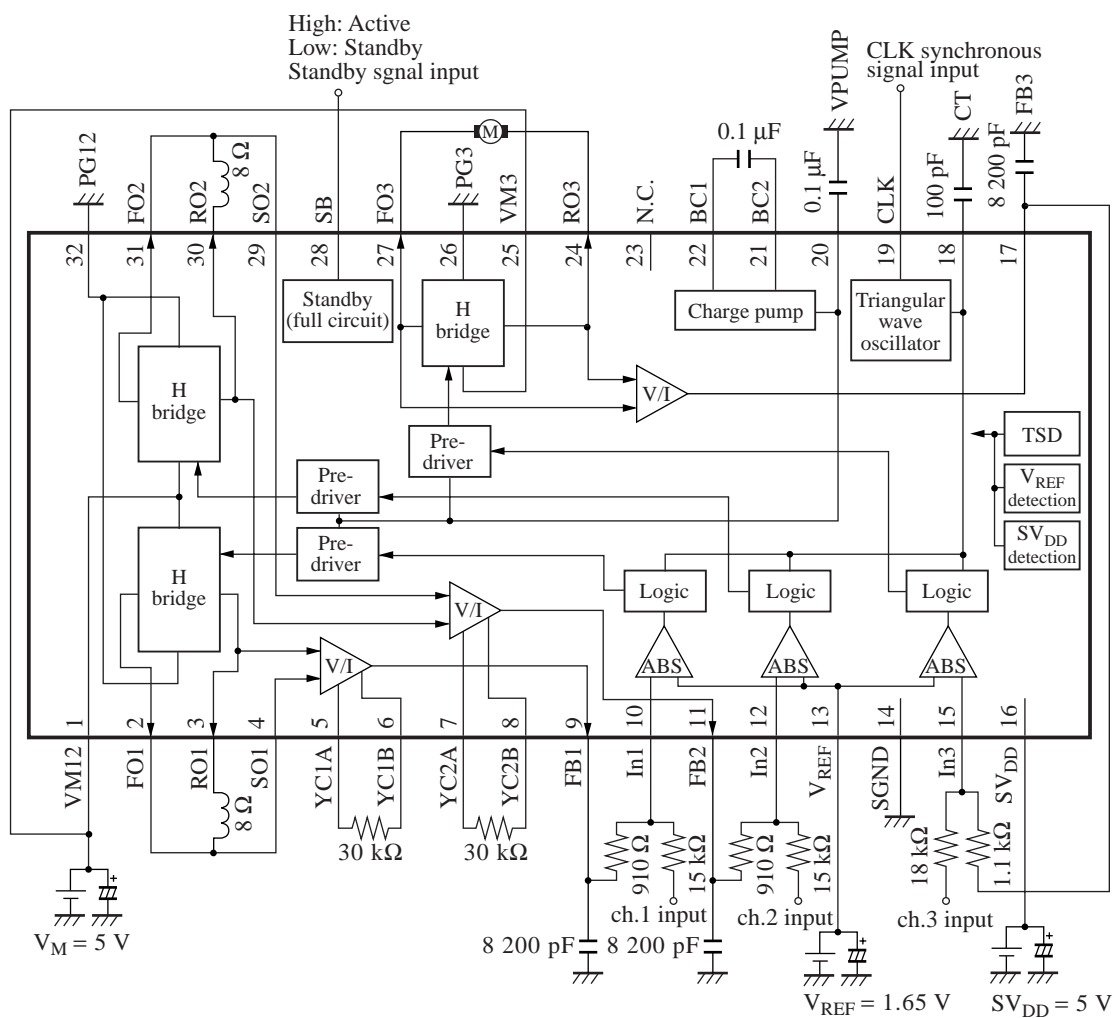 High: Active
Low: Standby
Standby sgnal input
CLK synchronous
signal input
VPUMP
CT
FB3
M
0.1 µF
0.1 µF
100 pF
8 200 pF
PG12
FO2
RO2
8 Ω
SO2
SB
FO3
PG3
VM3
RO3
N.C.
BC1
BC2
CLK
32
31
30
29
28
27
26
25
24
23
22
21
20
19
18
17
Standby
(full circuit)
H
bridge
Charge pump
Triangular
wave
oscillator
H
bridge
V/I
Pre-
driver
TSD
Pre-
driver
VREF
detection
Pre-
driver
SVDD
detection
H
bridge
V/I
Logic
Logic
Logic
V/I
ABS
ABS
ABS
1
2
3
4
5
6
7
8
9
10
11
12
13
14
15
16
VM12
FO1
RO1
SO1
YC1A
YC1B
YC2A
YC2B
FB1
In1
FB2
In2
VREF
SGND
In3
SVDD
8 Ω
30 kΩ
30 kΩ
910 Ω
15 kΩ
910 Ω
15 kΩ
18 kΩ
1.1 kΩ
ch.1 input
ch.2 input
ch.3 input
+
VM = 5 V
8 200 pF
8 200 pF
+
VREF = 1.65 V
+
SVDD = 5 V